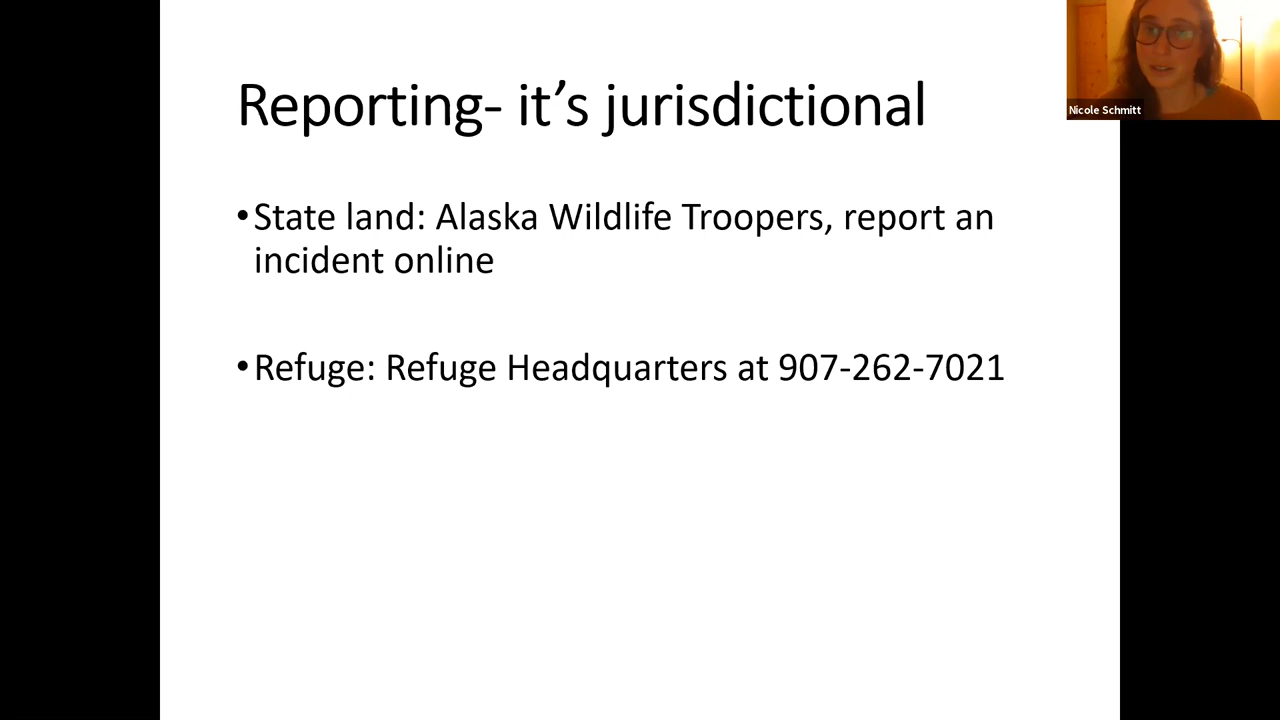 Reporting- it’s jurisdictional
•State land: Alaska Wildlife Troopers, report an
incident online
•Refuge: Refuge Headquarters at 907-262-7021
Nicole Schmitt